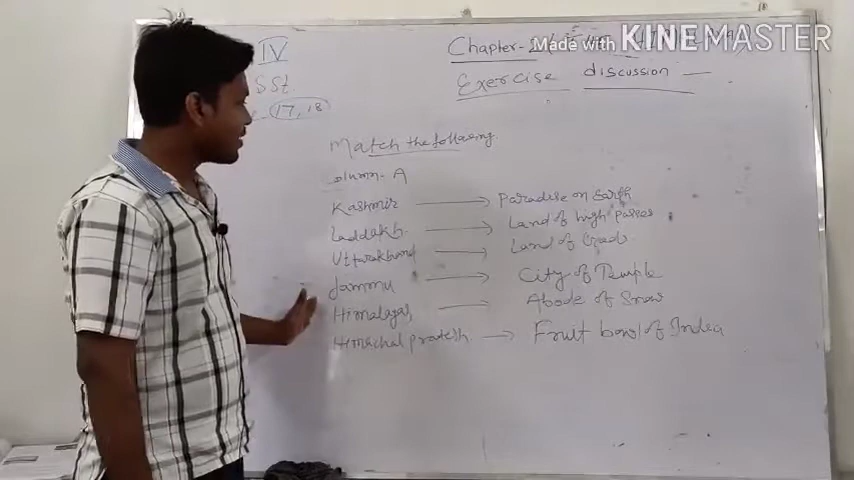 IV
SSt
17, 18
Chapter-
Made with KINEMASTER
Exercise discussion
Match the following
olumn-A
Kashmir → Paradise on Earth
Laddakh → Land of high Passes
Uttarakhand → Land of Gods
Jammu → City of Temple
Himalayas → Abode of Snow
Himachal pratesh → Fruit bowl of India